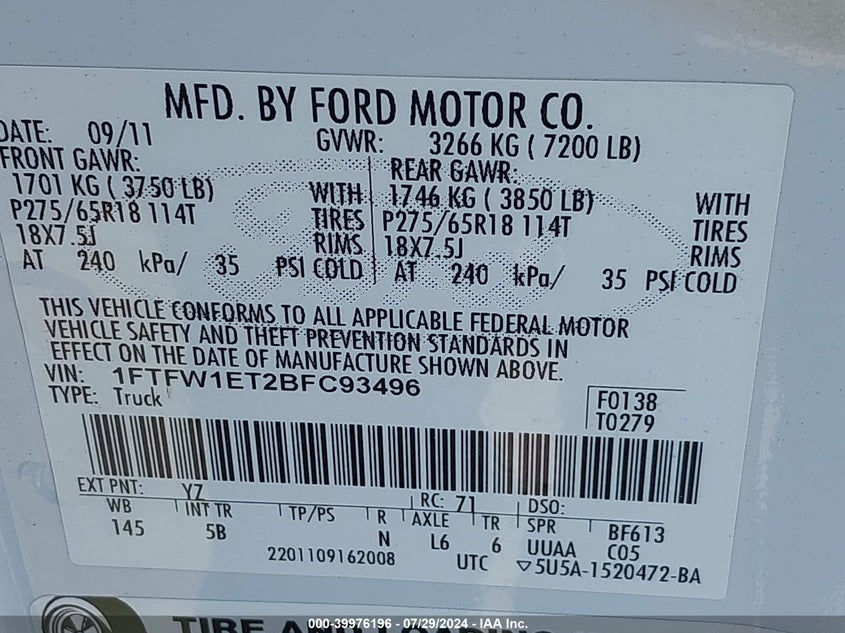 MFD. BY FORD MOTOR CO.
DATE: 09/11 GVWR: 3266 KG ( 7200 LB)
FRONT GAWR: REAR GAWR:
1701 KG ( 3750 LB) WITH 1746 KG ( 3850 LB) WITH
P275/65R18 114T TIRES P275/65R18 114T TIRES
18X7.5J RIMS 18X7.5J RIMS
AT 240 kPa/ 35 PSI COLD AT 240 kPa/ 35 PSI COLD
THIS VEHICLE CONFORMS TO ALL APPLICABLE FEDERAL MOTOR
VEHICLE SAFETY AND THEFT PREVENTION STANDARDS IN
EFFECT ON THE DATE OF MANUFACTURE SHOWN ABOVE.
VIN: 1FTFW1ET2BFC93496
TYPE: Truck
F0138
T0279
EXT PNT: YZ RC: 71 DSO:
WB INT TR TP/PS R AXLE TR SPR BF613
145 5B N L6 6 UUAA C05
2201109162008 UTC ▽5U5A-1520472-BA
TIRE AND LOADING
000-39976196 - 07/29/2024 - IAA Inc.